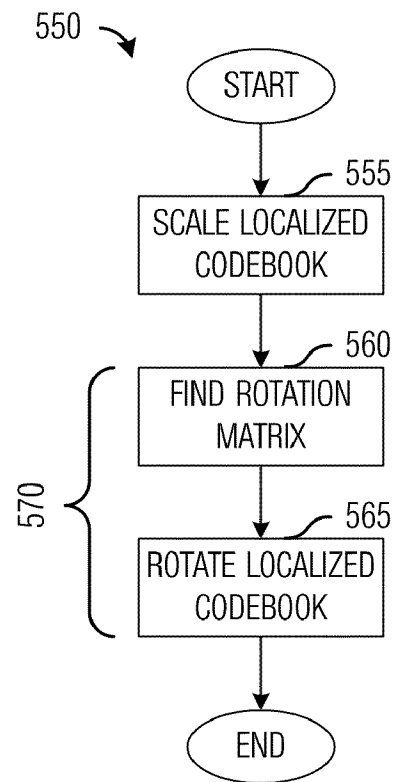 550
START
555
SCALE LOCALIZED
CODEBOOK
560
FIND ROTATION
MATRIX
570
565
ROTATE LOCALIZED
CODEBOOK
END